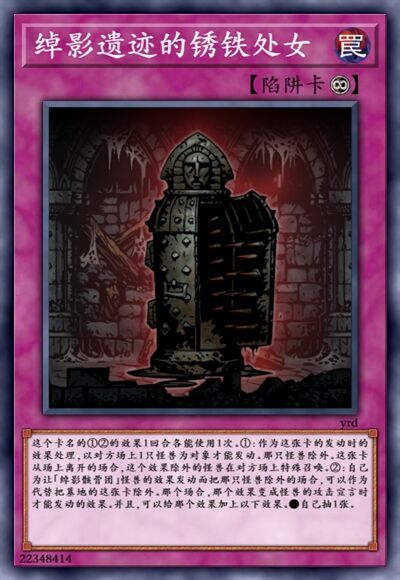 绰影遗迹的锈铁处女 罠
【陷阱卡】
yrd
这个卡名的①②的效果1回合各能使用1次。①:作为这张卡的发动时的
效果处理,以对方场上1只怪兽为对象才能发动。那只怪兽除外。这张卡
从场上离开的场合,这个效果除外的怪兽在对方场上特殊召唤。②:自己
为让「绰影骸骨团」怪兽的效果发动而把那只怪兽除外的场合,可以作为
代替把墓地的这张卡除外。那个场合,那个效果变成怪兽的攻击宣言时
才能发动的效果。并且,可以给那个效果加上以下效果。●自己抽1张。
22348414